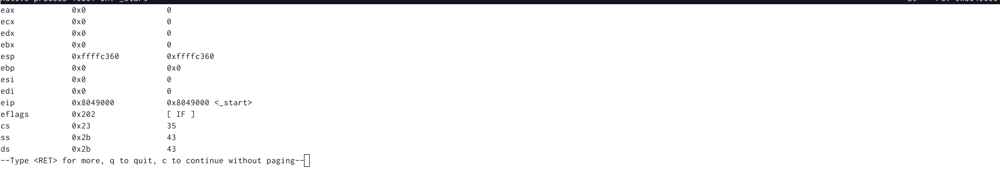 native process 
eax            0x0                 0
ecx            0x0                 0
edx            0x0                 0
ebx            0x0                 0
esp            0xffffc360          0xffffc360
ebp            0x0                 0x0
esi            0x0                 0
edi            0x0                 0
eip            0x8049000           0x8049000 <_start>
eflags         0x202               [ IF ]
cs             0x23                35
ss             0x2b                43
ds             0x2b                43
--Type <RET> for more, q to quit, c to continue without paging--